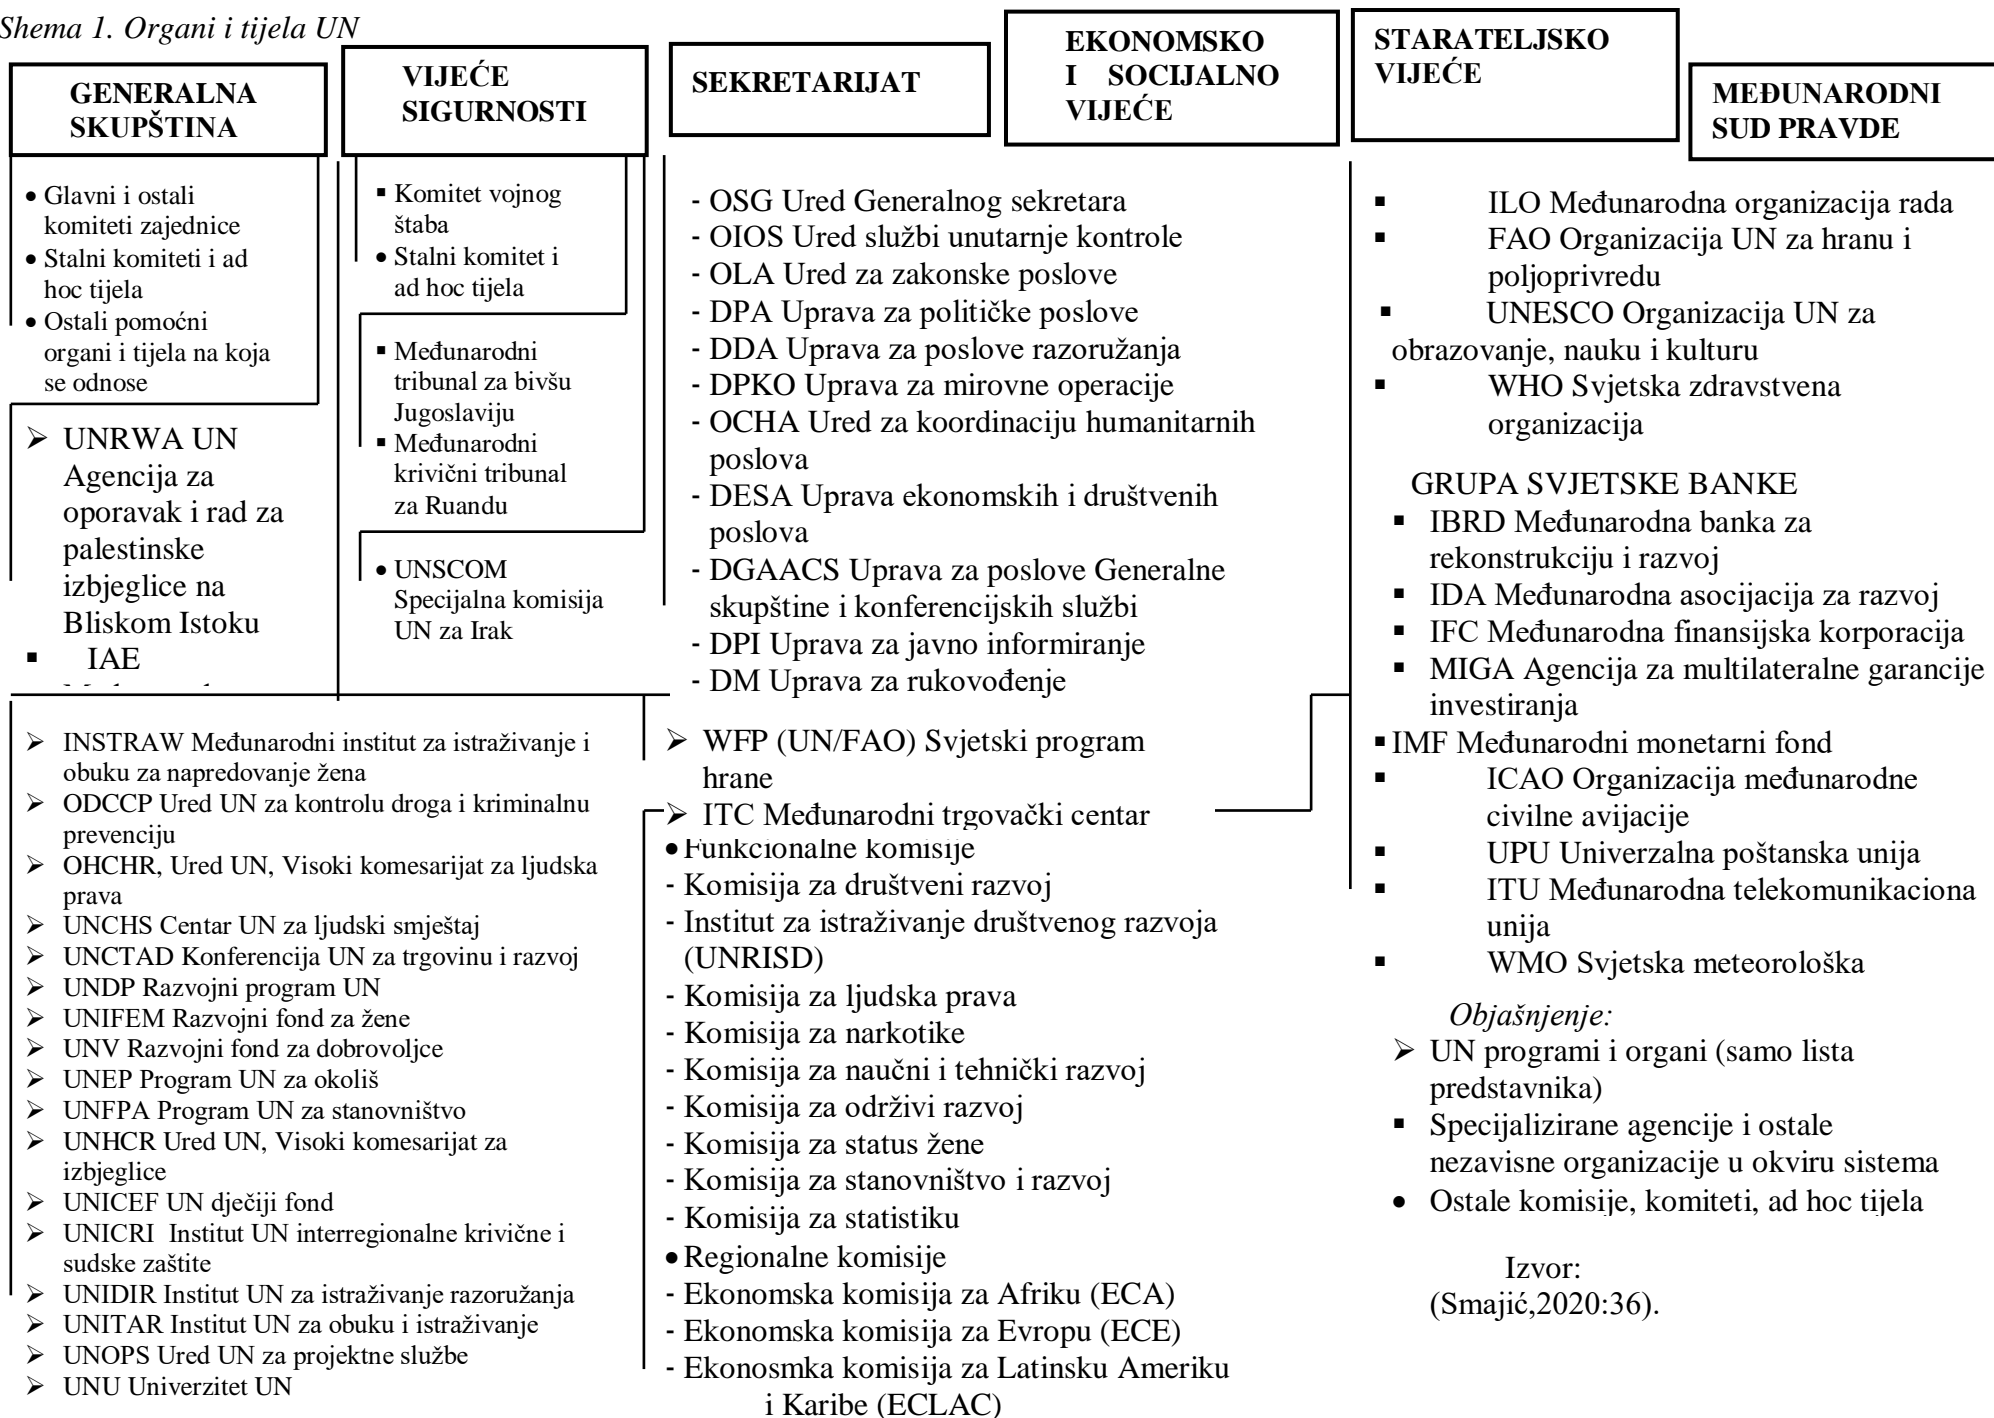 Shema 1. Organi i tijela UN
GENERALNA
SKUPŠTINA
VIJEĆE
SIGURNOSTI
SEKRETARIJAT
EKONOMSKO
I SOCIJALNO
VIJEĆE
STARATELJSKO
VIJEĆE
MEĐUNARODNI
SUD PRAVDE
• Glavni i ostali
komiteti zajednice
• Stalni komiteti i ad
hoc tijela
• Ostali pomoćni
organi i tijela na koja
se odnose
➢ UNRWA UN
Agencija za
oporavak i rad za
palestinske
izbjeglice na
Bliskom Istoku
▪ IAE
▪ Komitet vojnog
štaba
• Stalni komitet i
ad hoc tijela
▪ Međunarodni
tribunal za bivšu
Jugoslaviju
▪ Međunarodni
krivični tribunal
za Ruandu
• UNSCOM
Specijalna komisija
UN za Irak
- OSG Ured Generalnog sekretara
- OIOS Ured službi unutarnje kontrole
- OLA Ured za zakonske poslove
- DPA Uprava za političke poslove
- DDA Uprava za poslove razoružanja
- DPKO Uprava za mirovne operacije
- OCHA Ured za koordinaciju humanitarnih
poslova
- DESA Uprava ekonomskih i društvenih
poslova
- DGAACS Uprava za poslove Generalne
skupštine i konferencijskih službi
- DPI Uprava za javno informiranje
- DM Uprava za rukovođenje
▪ ILO Međunarodna organizacija rada
▪ FAO Organizacija UN za hranu i
poljoprivredu
▪ UNESCO Organizacija UN za
obrazovanje, nauku i kulturu
▪ WHO Svjetska zdravstvena
organizacija
GRUPA SVJETSKE BANKE
▪ IBRD Međunarodna banka za
rekonstrukciju i razvoj
▪ IDA Međunarodna asocijacija za razvoj
▪ IFC Međunarodna finansijska korporacija
▪ MIGA Agencija za multilateralne garancije
investiranja
▪ IMF Međunarodni monetarni fond
▪ ICAO Organizacija međunarodne
civilne avijacije
▪ UPU Univerzalna poštanska unija
▪ ITU Međunarodna telekomunikaciona
unija
▪ WMO Svjetska meteorološka
➢ INSTRAW Međunarodni institut za istraživanje i
obuku za napredovanje žena
➢ ODCCP Ured UN za kontrolu droga i kriminalnu
prevenciju
➢ OHCHR, Ured UN, Visoki komesarijat za ljudska
prava
➢ UNCHS Centar UN za ljudski smještaj
➢ UNCTAD Konferencija UN za trgovinu i razvoj
➢ UNDP Razvojni program UN
➢ UNIFEM Razvojni fond za žene
➢ UNV Razvojni fond za dobrovoljce
➢ UNEP Program UN za okoliš
➢ UNFPA Program UN za stanovništvo
➢ UNHCR Ured UN, Visoki komesarijat za
izbjeglice
➢ UNICEF UN dječiji fond
➢ UNICRI Institut UN interregionalne krivične i
sudske zaštite
➢ UNIDIR Institut UN za istraživanje razoružanja
➢ UNITAR Institut UN za obuku i istraživanje
➢ UNOPS Ured UN za projektne službe
➢ UNU Univerzitet UN
➢ WFP (UN/FAO) Svjetski program
hrane
➢ ITC Međunarodni trgovački centar
• Funkcionalne komisije
- Komisija za društveni razvoj
- Institut za istraživanje društvenog razvoja
(UNRISD)
- Komisija za ljudska prava
- Komisija za narkotike
- Komisija za naučni i tehnički razvoj
- Komisija za održivi razvoj
- Komisija za status žene
- Komisija za stanovništvo i razvoj
- Komisija za statistiku
• Regionalne komisije
- Ekonomska komisija za Afriku (ECA)
- Ekonomska komisija za Evropu (ECE)
- Ekonosmka komisija za Latinsku Ameriku
i Karibe (ECLAC)
Objašnjenje:
➢ UN programi i organi (samo lista
predstavnika)
▪ Specijalizirane agencije i ostale
nezavisne organizacije u okviru sistema
• Ostale komisije, komiteti, ad hoc tijela
Izvor:
(Smajić,2020:36).